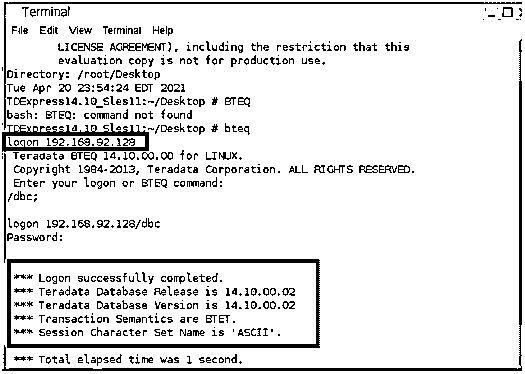 Terminal
File Edit View Terminal Help
LICENSE AGREEMENT), including the restriction that this
evaluation copy is not for production use.
Directory: /root/Desktop
Tue Apr 20 23:54:24 EDT 2021
TDExpress14.10_Sles11:~/Desktop # BTEQ
bash: BTEQ: command not found
TDExpress14.10_Sles11:~/Desktop # bteq
logon 192.168.92.128
Teradata BTEQ 14.10.00.00 for LINUX.
Copyright 1984-2013, Teradata Corporation. ALL RIGHTS RESERVED.
Enter your logon or BTEQ command:
/dbc;
logon 192.168.92.128/dbc
Password:
*** Logon successfully completed.
*** Teradata Database Release is 14.10.00.02
*** Teradata Database Version is 14.10.00.02
*** Transaction Semantics are BTET.
*** Session Character Set Name is 'ASCII'.
*** Total elapsed time was 1 second.